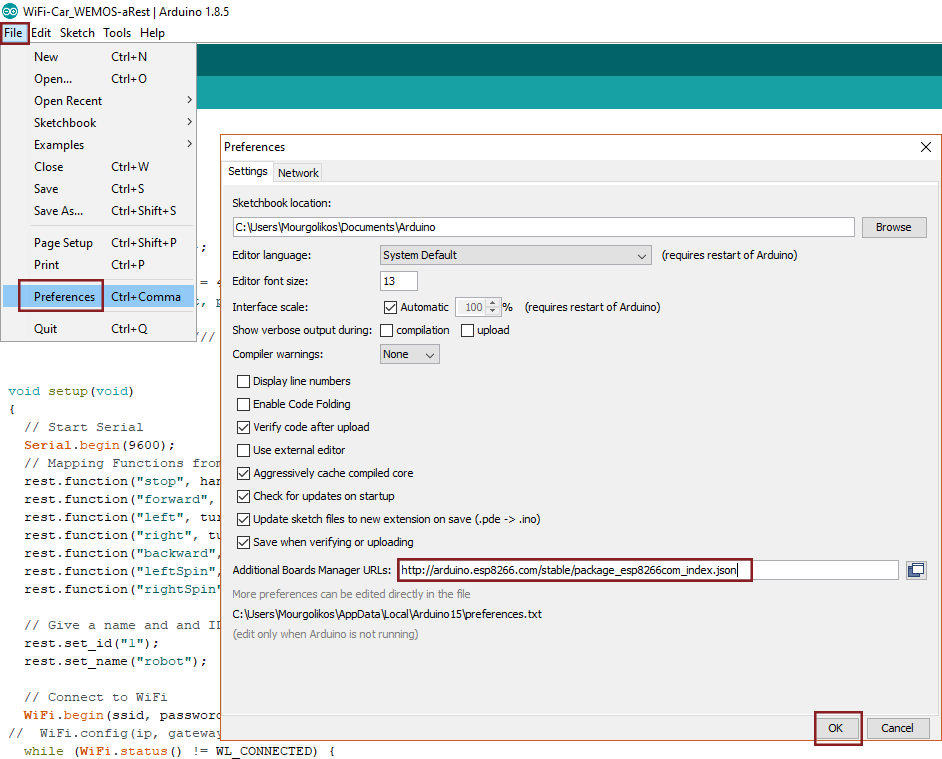 WiFi-Car_WEMOS-aRest | Arduino 1.8.5
File Edit Sketch Tools Help
New Ctrl+N
Open... Ctrl+O
Open Recent
Sketchbook
Examples
Close Ctrl+W
Save Ctrl+S
Save As... Ctrl+Shift+S
Page Setup Ctrl+Shift+P
Print Ctrl+P
Preferences Ctrl+Comma
Quit Ctrl+Q
;
= 4
, p
///
void setup(void)
{
// Start Serial
Serial.begin(9600);
// Mapping Functions from
rest.function("stop", han
rest.function("forward",
rest.function("left", tur
rest.function("right", tu
rest.function("backward",
rest.function("leftSpin",
rest.function("rightSpin"
// Give a name and and ID
rest.set_id("1");
rest.set_name("robot");
// Connect to WiFi
WiFi.begin(ssid, password
// WiFi.config(ip, gateway
while (WiFi.status() != WL_CONNECTED) {
Preferences
Settings Network
Sketchbook location:
C:\Users\Mourgolikos\Documents\Arduino Browse
Editor language: System Default (requires restart of Arduino)
Editor font size: 13
Interface scale: Automatic 100 % (requires restart of Arduino)
Show verbose output during: compilation upload
Compiler warnings: None
Display line numbers
Enable Code Folding
Verify code after upload
Use external editor
Aggressively cache compiled core
Check for updates on startup
Update sketch files to new extension on save (.pde -> .ino)
Save when verifying or uploading
Additional Boards Manager URLs: http://arduino.esp8266.com/stable/package_esp8266com_index.json
More preferences can be edited directly in the file
C:\Users\Mourgolikos\AppData\Local\Arduino15\preferences.txt
(edit only when Arduino is not running)
OK Cancel